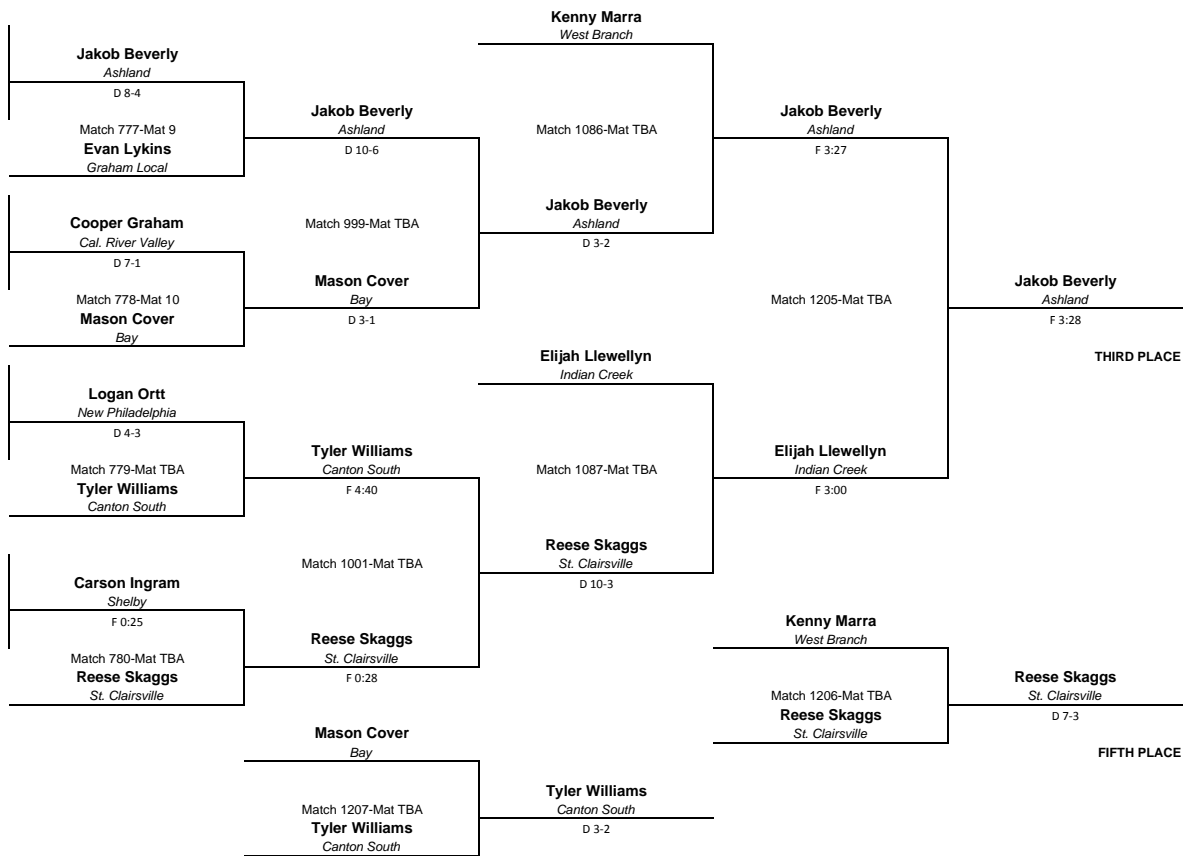 Kenny Marra
West Branch
Jakob Beverly
Ashland
D 8-4
Jakob Beverly
Ashland
D 10-6
Match 777-Mat 9
Evan Lykins
Graham Local
Match 1086-Mat TBA
Jakob Beverly
Ashland
F 3:27
Cooper Graham
Cal. River Valley
D 7-1
Match 999-Mat TBA
Jakob Beverly
Ashland
D 3-2
Match 778-Mat 10
Mason Cover
Bay
Mason Cover
Bay
D 3-1
Match 1205-Mat TBA
Jakob Beverly
Ashland
F 3:28
THIRD PLACE
Elijah Llewellyn
Indian Creek
Logan Ortt
New Philadelphia
D 4-3
Match 779-Mat TBA
Tyler Williams
Canton South
Tyler Williams
Canton South
F 4:40
Match 1087-Mat TBA
Elijah Llewellyn
Indian Creek
F 3:00
Match 1001-Mat TBA
Reese Skaggs
St. Clairsville
D 10-3
Carson Ingram
Shelby
F 0:25
Match 780-Mat TBA
Reese Skaggs
St. Clairsville
Reese Skaggs
St. Clairsville
F 0:28
Kenny Marra
West Branch
Match 1206-Mat TBA
Reese Skaggs
St. Clairsville
Reese Skaggs
St. Clairsville
D 7-3
FIFTH PLACE
Mason Cover
Bay
Match 1207-Mat TBA
Tyler Williams
Canton South
Tyler Williams
Canton South
D 3-2